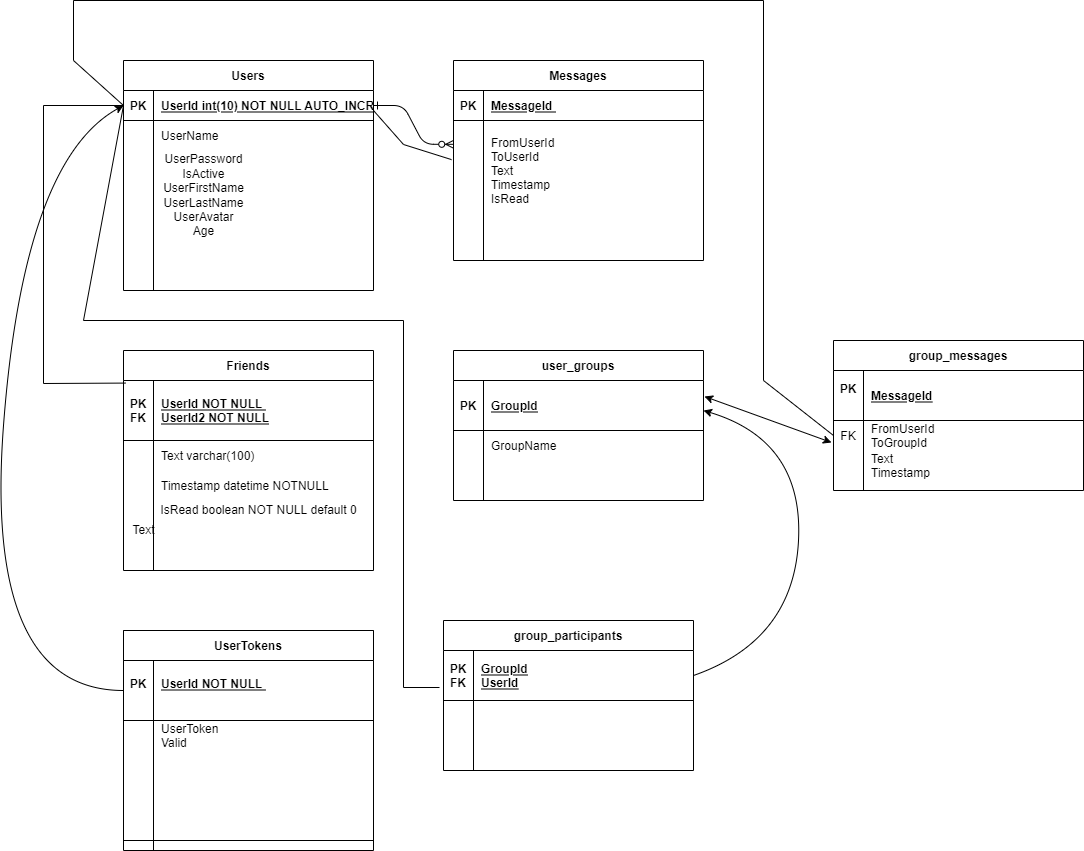 Users
PK UserId int(10) NOT NULL AUTO_INCR
UserName
UserPassword
IsActive
UserFirstName
UserLastName
UserAvatar
Age
Messages
PK MessageId
FromUserId
ToUserId
Text
Timestamp
IsRead
Friends
PK UserId NOT NULL
FK UserId2 NOT NULL
Text varchar(100)
Timestamp datetime NOTNULL
IsRead boolean NOT NULL default 0
Text
user_groups
PK GroupId
GroupName
group_messages
PK MessageId
FK FromUserId
ToGroupId
Text
Timestamp
UserTokens
PK UserId NOT NULL
UserToken
Valid
group_participants
PK GroupId
FK UserId